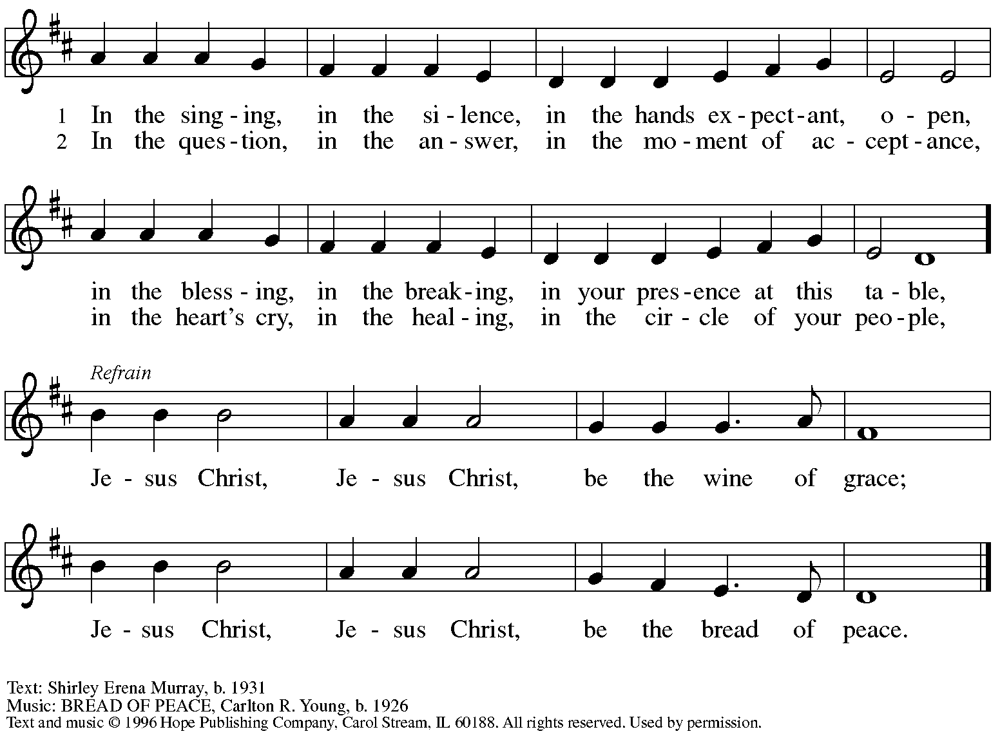 1 In the sing - ing, in the si - lence, in the hands ex - pect - ant, o - pen,
2 In the ques - tion, in the an - swer, in the mo - ment of ac - cept - ance,
in the bless - ing, in the break - ing, in your pres - ence at this ta - ble,
in the heart's cry, in the heal - ing, in the cir - cle of your peo - ple,
Refrain
Je - sus Christ, Je - sus Christ, be the wine of grace;
Je - sus Christ, Je - sus Christ, be the bread of peace.
Text: Shirley Erena Murray, b. 1931
Music: BREAD OF PEACE, Carlton R. Young, b. 1926
Text and music © 1996 Hope Publishing Company, Carol Stream, IL 60188. All rights reserved. Used by permission.